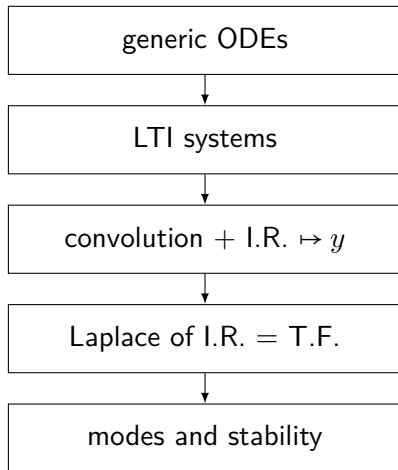 generic ODEs
LTI systems
convolution + I.R. ↦ y
Laplace of I.R. = T.F.
modes and stability